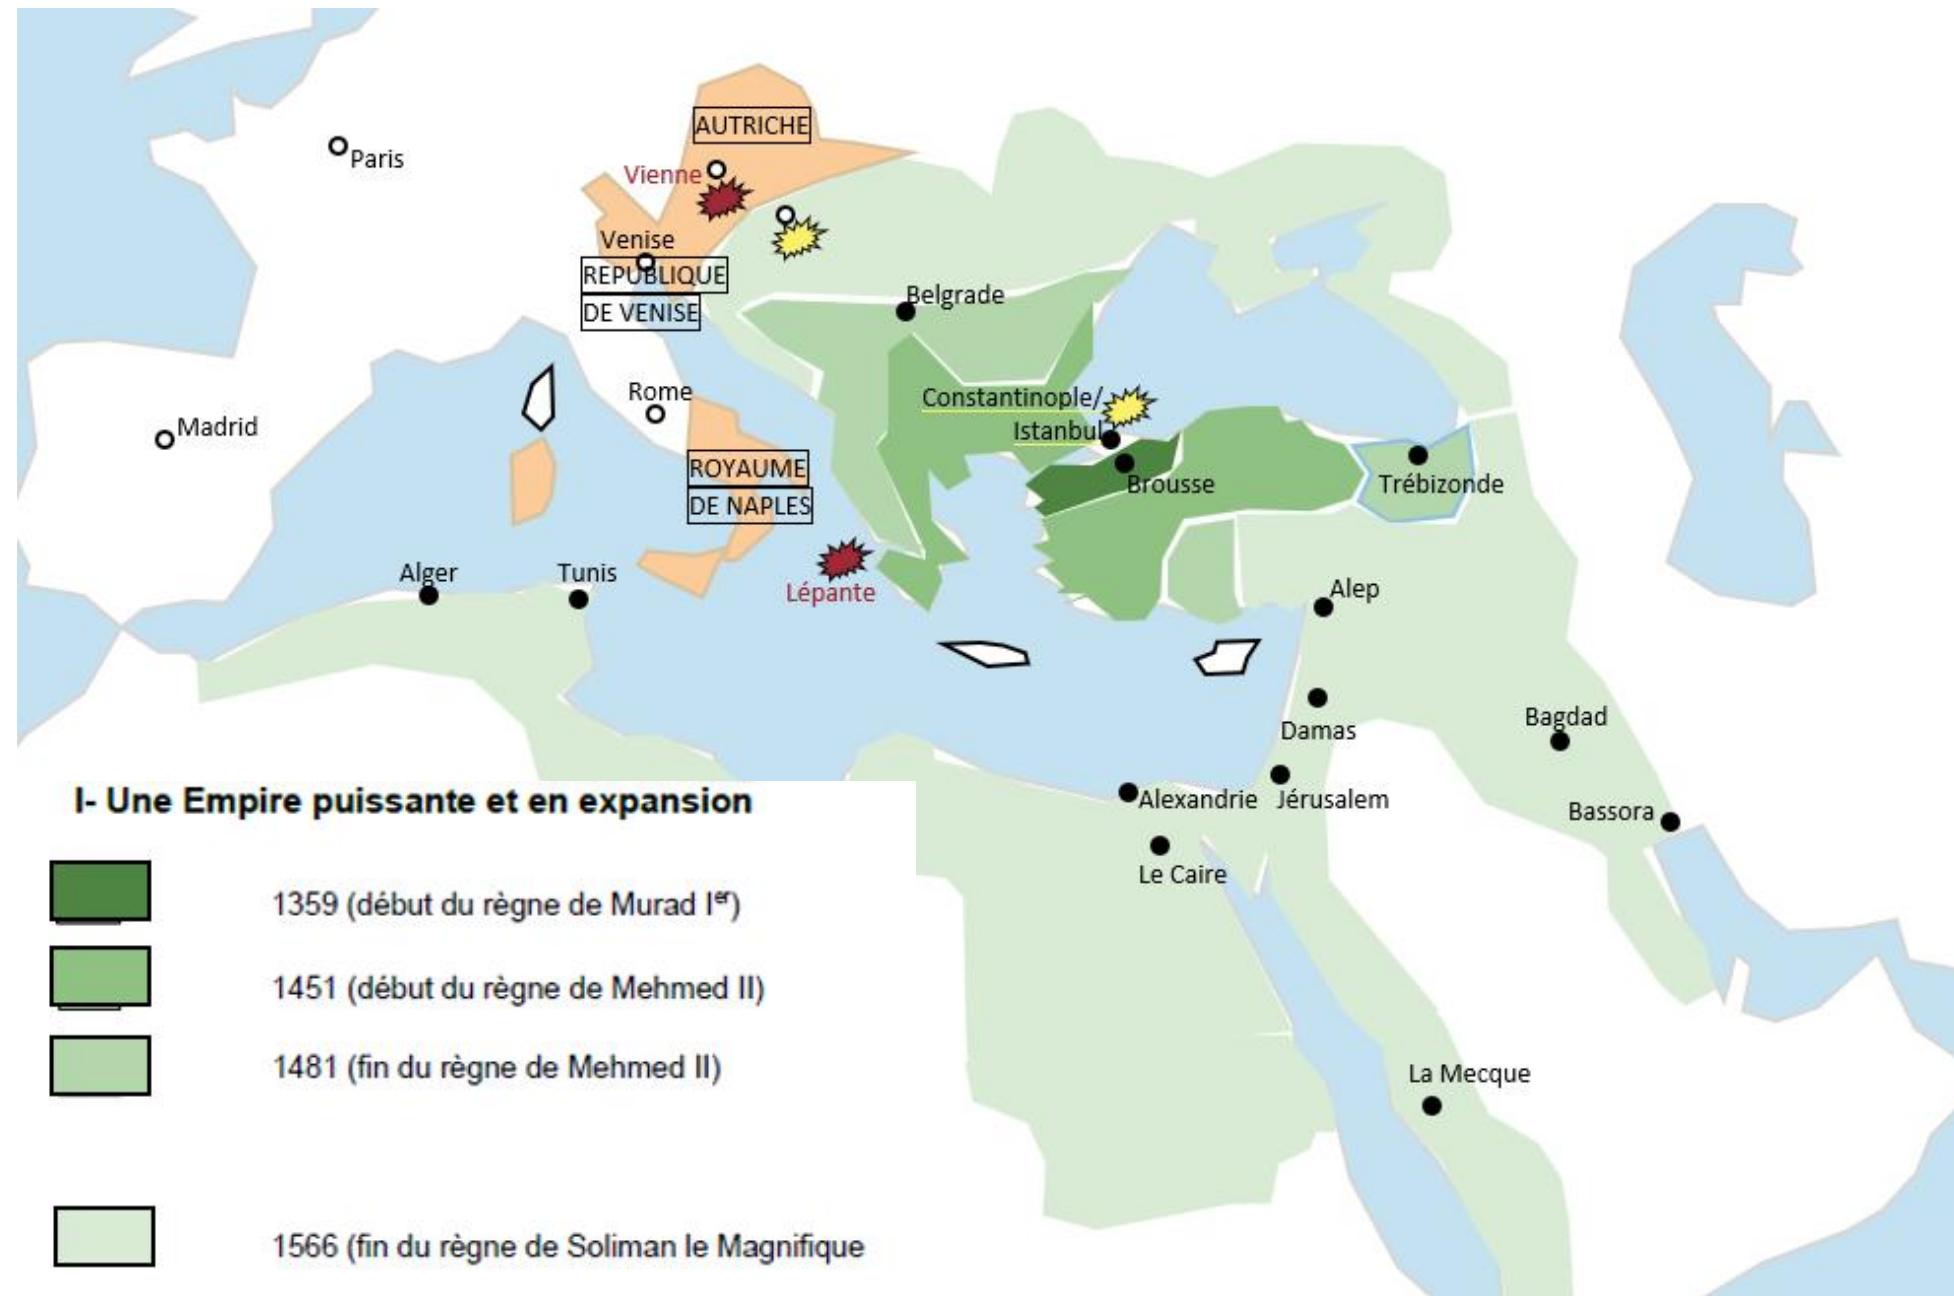 AUTRICHE
Paris
Vienne
Venise
REPUBLIQUE
DE VENISE
Belgrade
Rome
Constantinople/
Istanbul
Madrid
ROYAUME
DE NAPLES
Brousse
Trébizonde
Alger
Tunis
Lépante
Alep
Damas
Bagdad
Alexandrie
Jérusalem
Bassora
Le Caire
La Mecque
I- Une Empire puissante et en expansion
1359 (début du règne de Murad Ier)
1451 (début du règne de Mehmed II)
1481 (fin du règne de Mehmed II)
1566 (fin du règne de Soliman le Magnifique